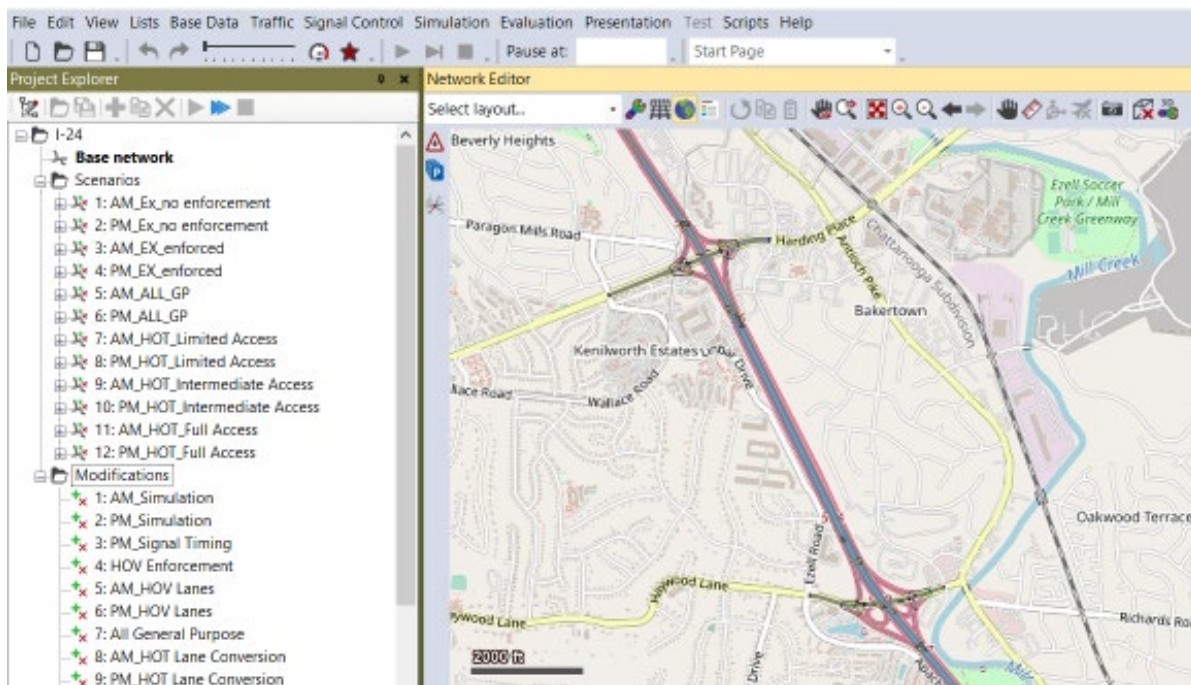 File Edit View Lists Base Data Traffic Signal Control Simulation Evaluation Presentation Test Scripts Help
Pause at: Start Page
Project Explorer
Network Editor
Select layout...
I-24
Base network
Scenarios
1: AM_Ex_no enforcement
2: PM_Ex_no enforcement
3: AM_EX_enforced
4: PM_EX_enforced
5: AM_ALL_GP
6: PM_ALL_GP
7: AM_HOT_Limited Access
8: PM_HOT_Limited Access
9: AM_HOT_Intermediate Access
10: PM_HOT_Intermediate Access
11: AM_HOT_Full Access
12: PM_HOT_Full Access
Modifications
1: AM_Simulation
2: PM_Simulation
3: PM_Signal Timing
4: HOV Enforcement
5: AM_HOV Lanes
6: PM_HOV Lanes
7: All General Purpose
8: AM_HOT Lane Conversion
9: PM_HOT Lane Conversion
Beverly Heights
Ezell Soccer
Park / Mill
Creek Greenway
Paragon Mills Road
Harding Place
Antioch Pike
Chattanooga Subdivision
Mill Creek
Bakertown
Kenilworth Estates
Drive
Wallace Road
Oakwood Terrace
Ezell Road
Haywood Lane
Richards
2000 ft
Drive
Mill